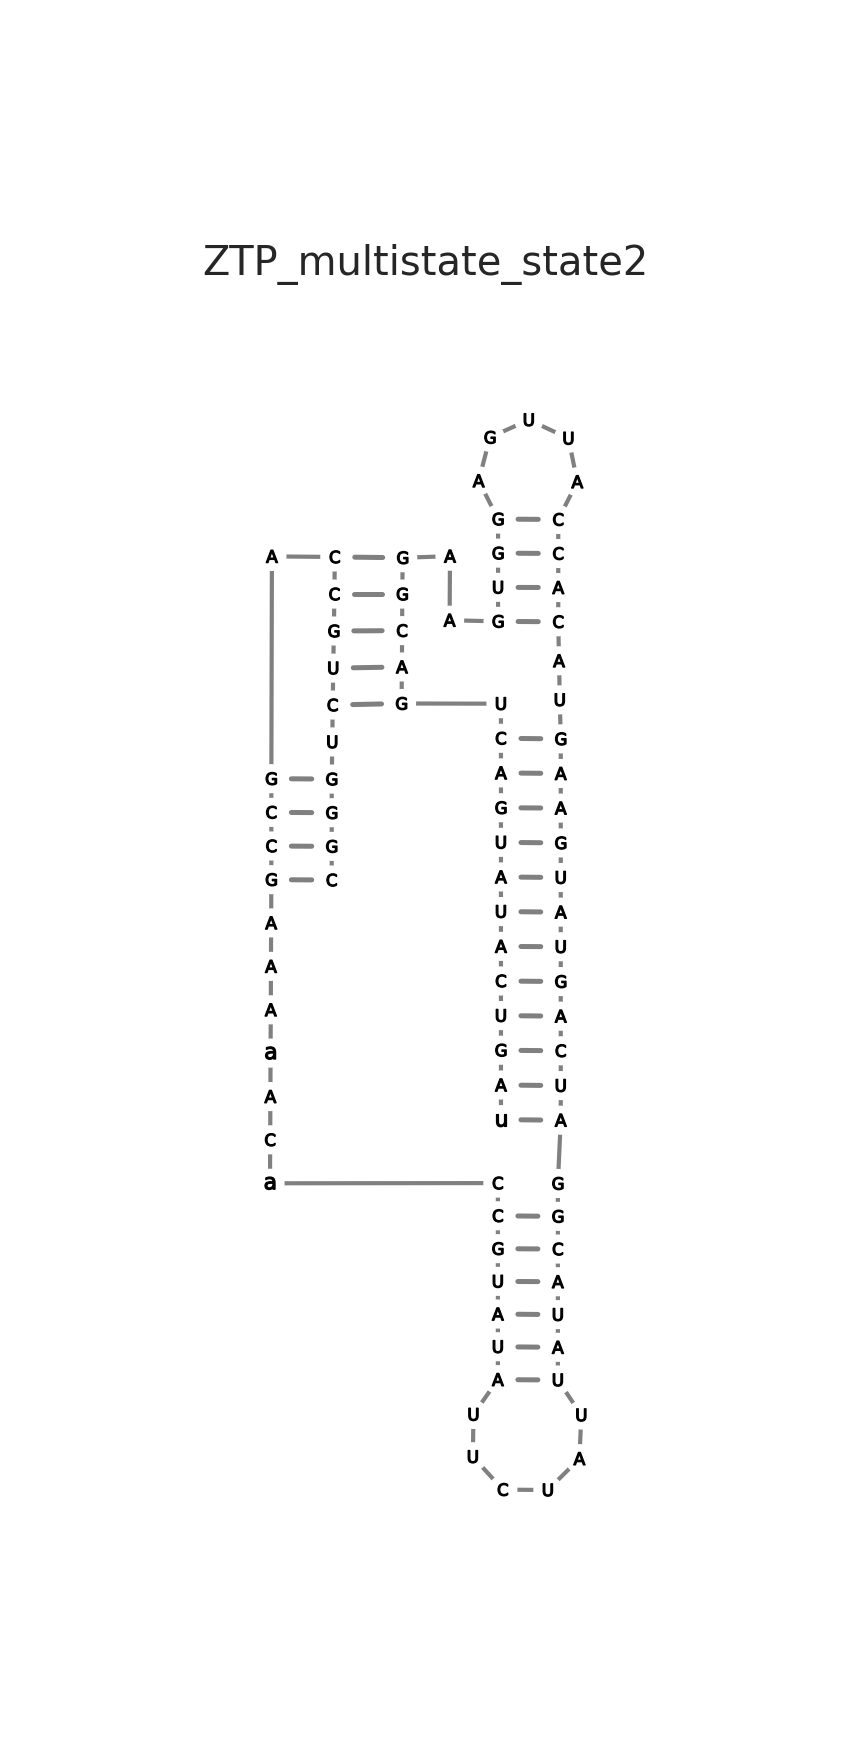 ZTP_multistate_state2
U
G U
A A
G C
G C
A C G A
C G U A
A G C
G C A
U A U
C G U
C G
U A A
G G G A
C G U G
C G A U
G C U A
A A U
A C G
A U A
a G C
A A U
C u A
a C G
C G
G C
U A
A U
U A
A U
U U
U A
C U